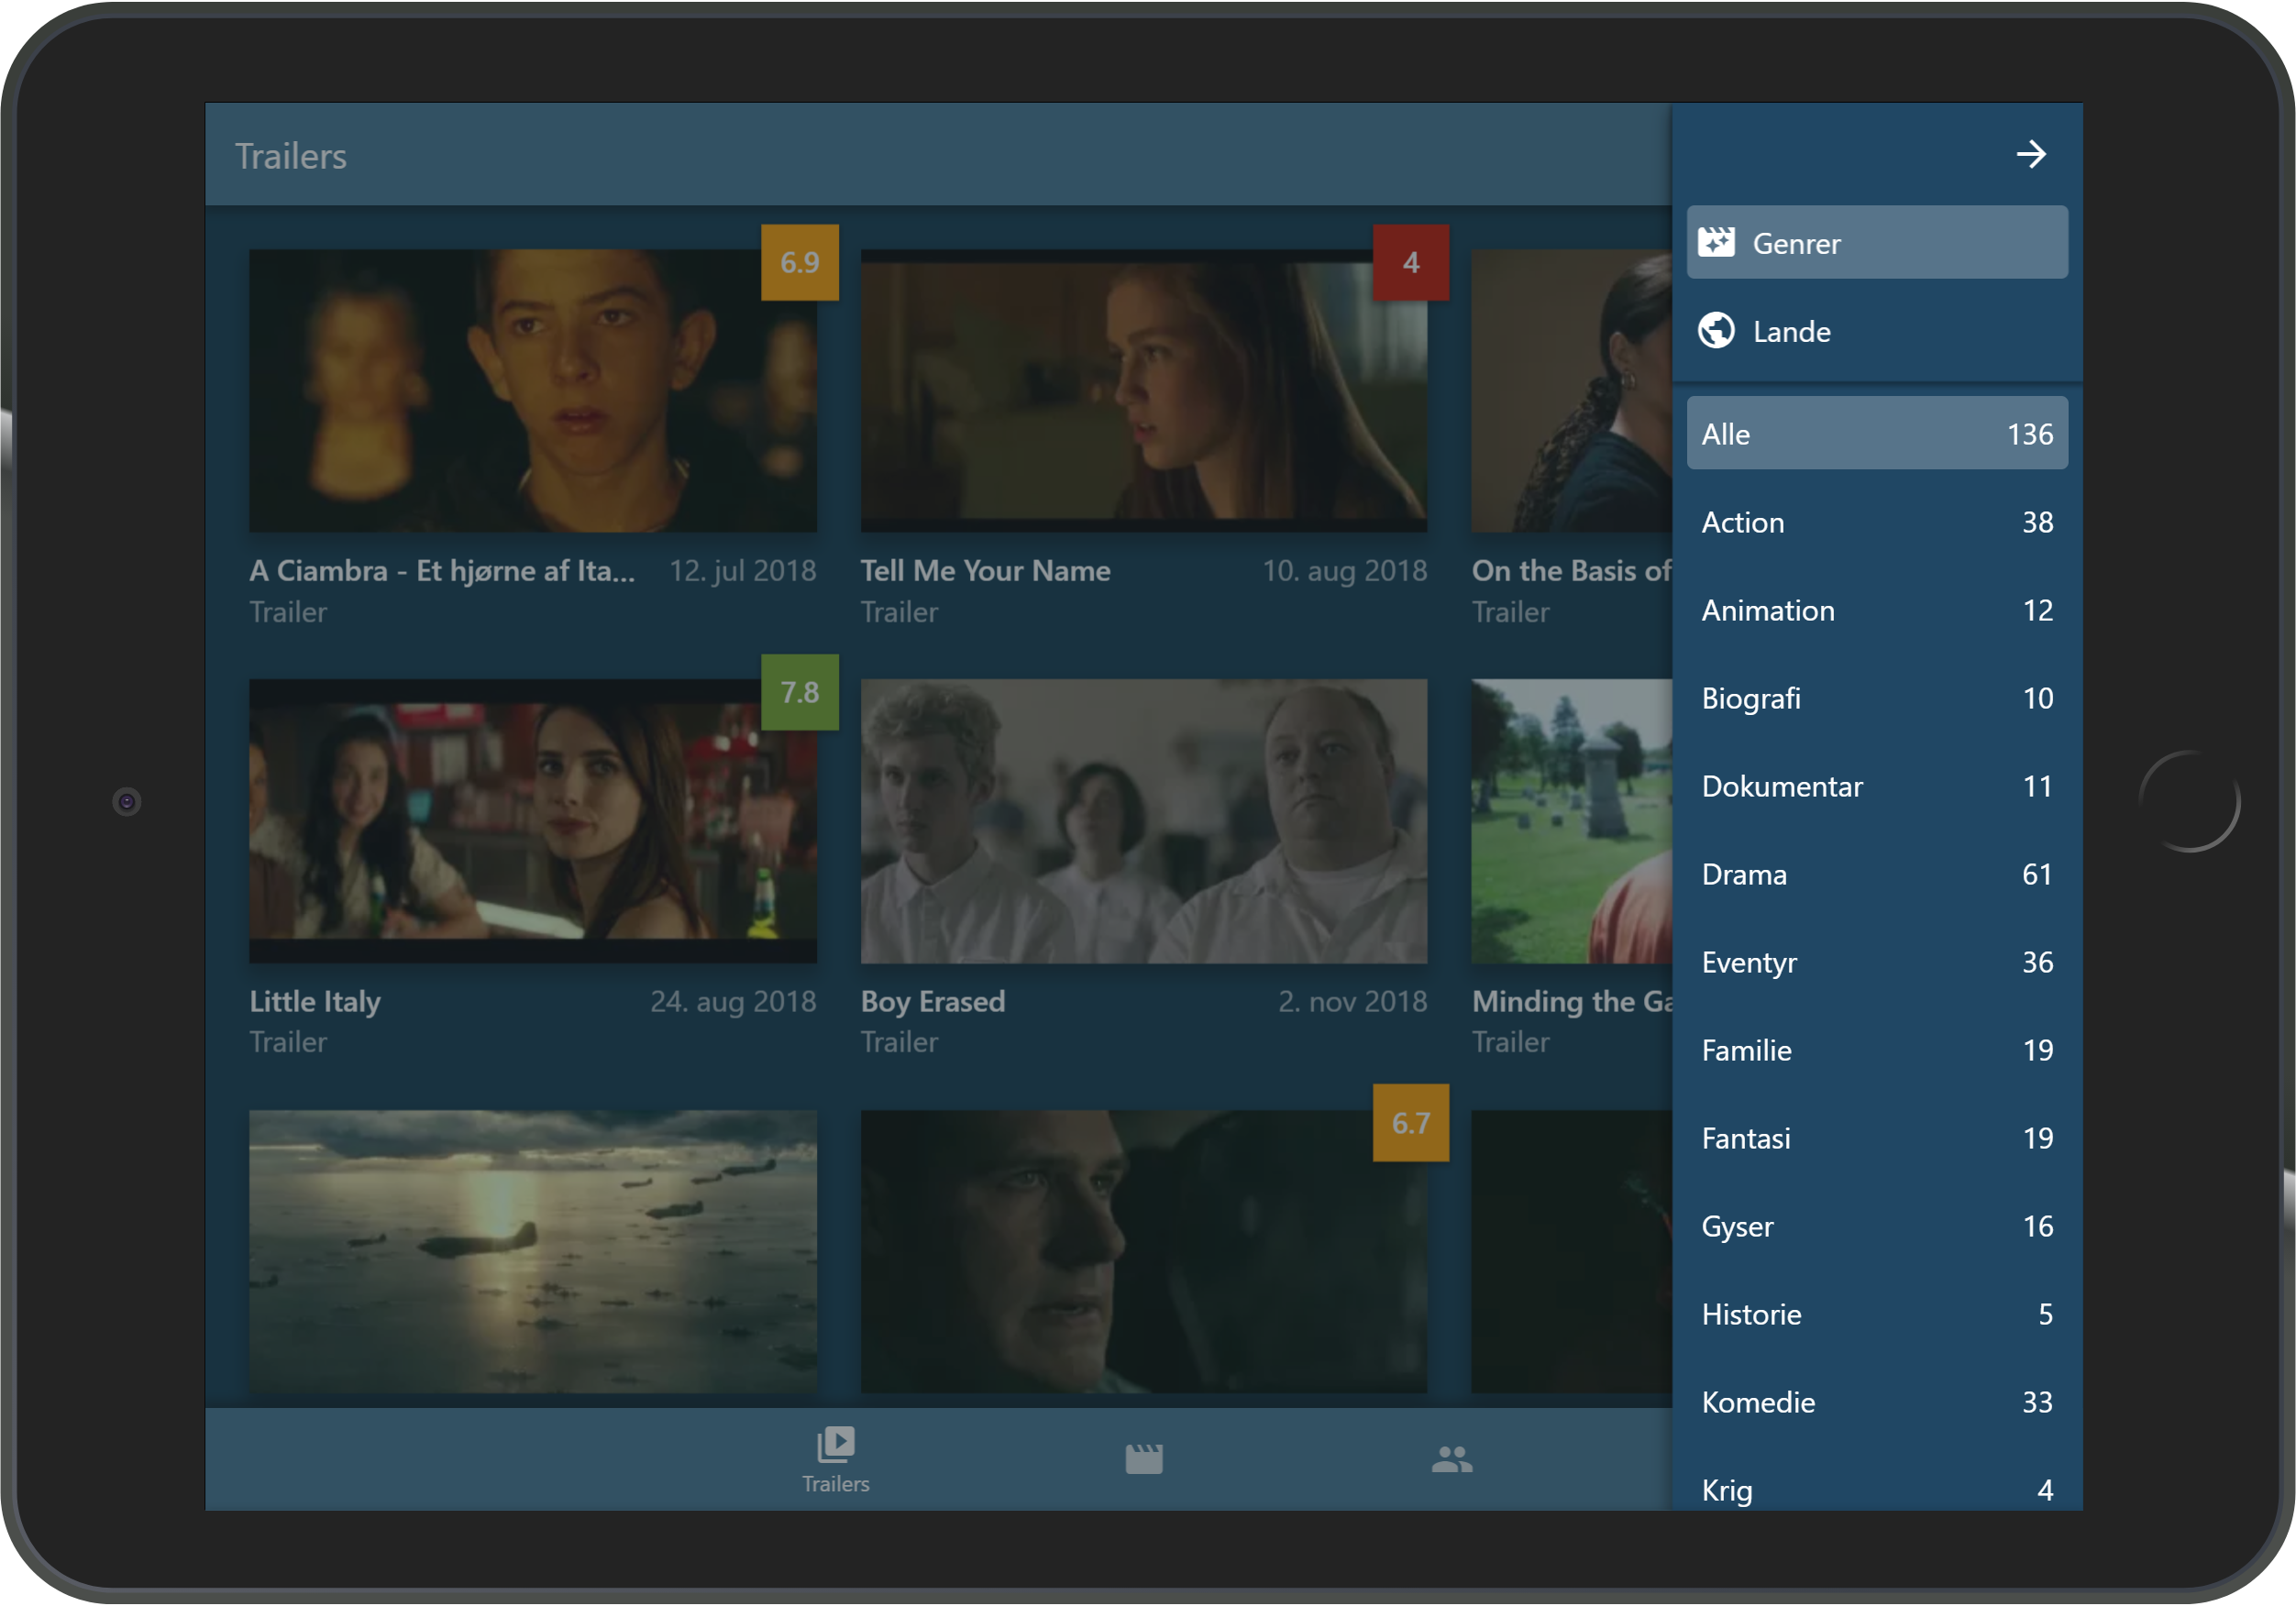 Trailers
6.9
4
A Ciambra - Et hjørne af Ita... 12. jul 2018
Trailer
Tell Me Your Name 10. aug 2018
Trailer
On the Basis of
Trailer
7.8
Little Italy 24. aug 2018
Trailer
Boy Erased 2. nov 2018
Trailer
Minding the Ga
Trailer
6.7
Trailers
Genrer
Lande
Alle 136
Action 38
Animation 12
Biografi 10
Dokumentar 11
Drama 61
Eventyr 36
Familie 19
Fantasi 19
Gyser 16
Historie 5
Komedie 33
Krig 4